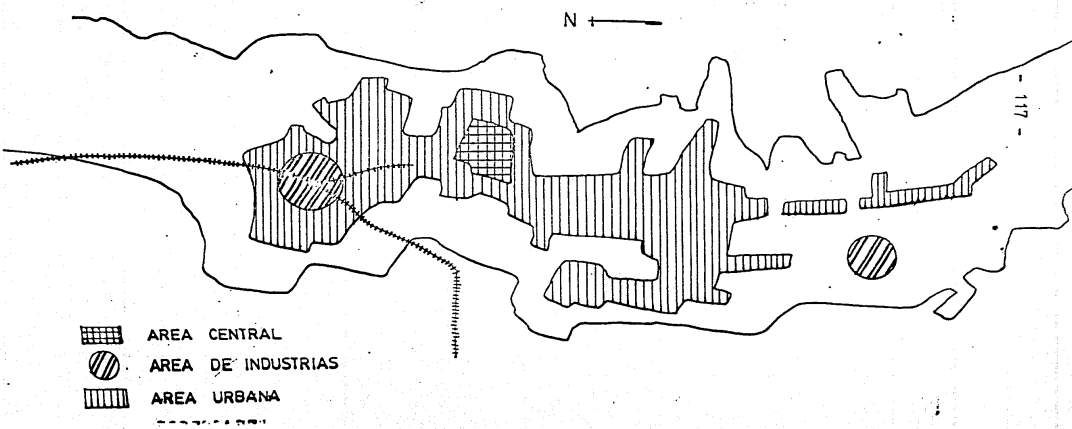 N
- 117 -
AREA CENTRAL
AREA DE INDUSTRIAS
AREA URBANA